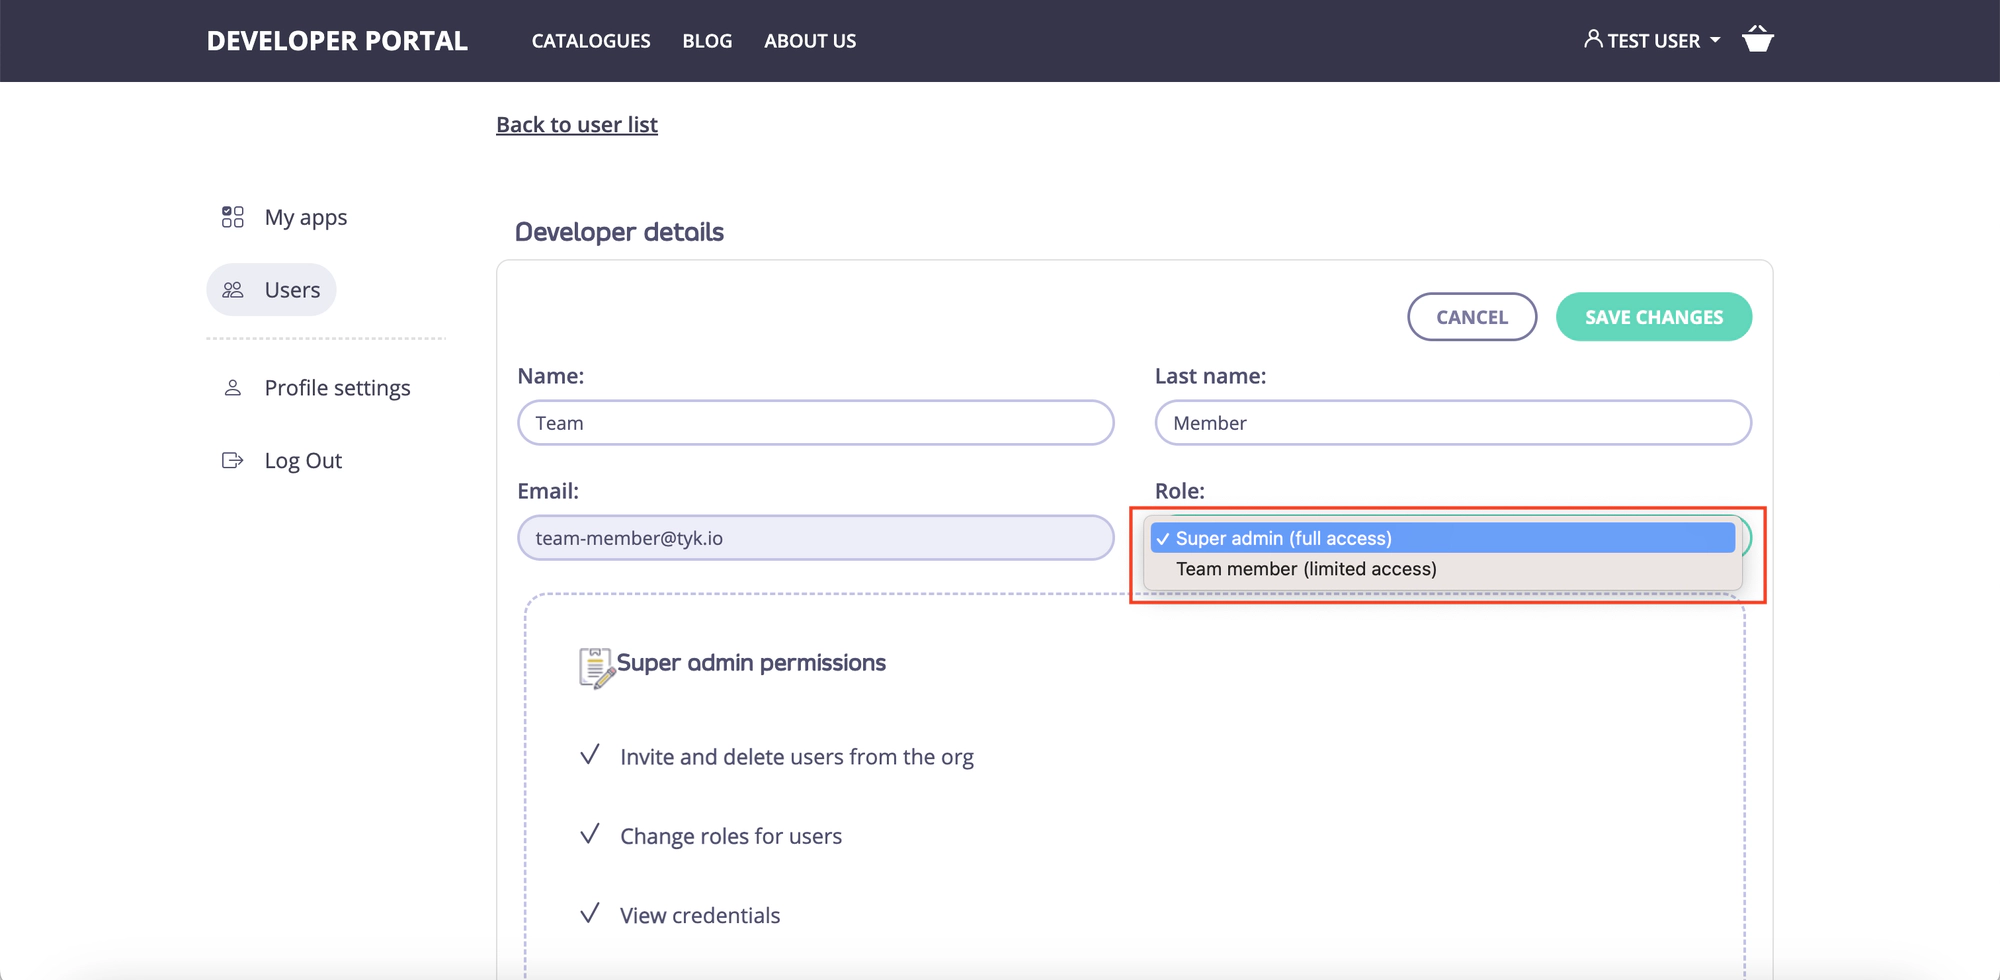 DEVELOPER PORTAL CATALOGUES BLOG ABOUT US TEST USER
Back to user list
My apps
Users
Profile settings
Log Out
Developer details
CANCEL SAVE CHANGES
Name: Last name:
Team Member
Email: Role:
team-member@tyk.io
Super admin (full access)
Team member (limited access)
Super admin permissions
Invite and delete users from the org
Change roles for users
View credentials